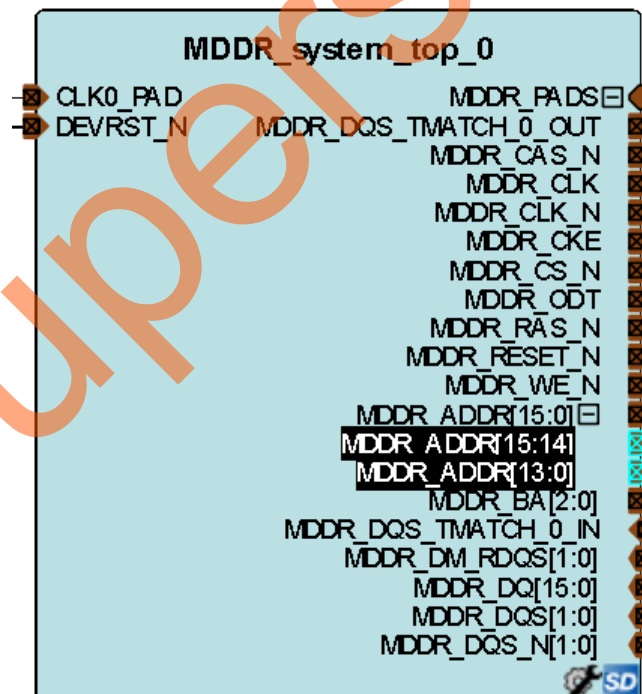 MDDR_system_top_0
CLK0_PAD MDDR_PADS
DEVRST_N MDDR_DQS_TMATCH_0_OUT
MDDR_CAS_N
MDDR_CLK
MDDR_CLK_N
MDDR_CKE
MDDR_CS_N
MDDR_ODT
MDDR_RAS_N
MDDR_RESET_N
MDDR_WE_N
MDDR_ADDR[15:0]
MDDR_ADDR[15:14]
MDDR_ADDR[13:0]
MDDR_BA[2:0]
MDDR_DQS_TMATCH_0_IN
MDDR_DM_RDQS[1:0]
MDDR_DQ[15:0]
MDDR_DQS[1:0]
MDDR_DQS_N[1:0]
SD
upers